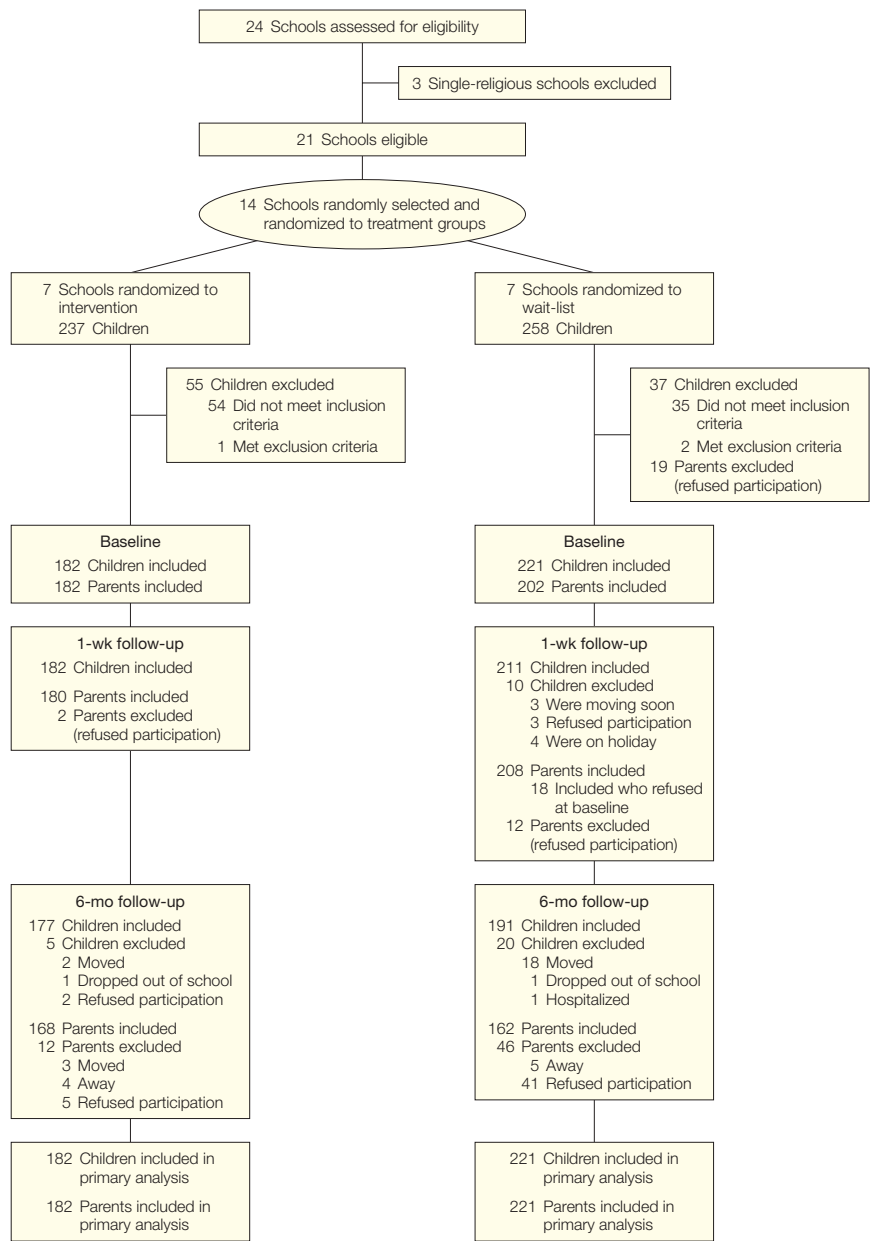 24 Schools assessed for eligibility
3 Single-religious schools excluded
21 Schools eligible
14 Schools randomly selected and
randomized to treatment groups
7 Schools randomized to
intervention
237 Children
7 Schools randomized to
wait-list
258 Children
55 Children excluded
54 Did not meet inclusion
criteria
1 Met exclusion criteria
37 Children excluded
35 Did not meet inclusion
criteria
2 Met exclusion criteria
19 Parents excluded
(refused participation)
Baseline
182 Children included
182 Parents included
Baseline
221 Children included
202 Parents included
1-wk follow-up
182 Children included
180 Parents included
2 Parents excluded
(refused participation)
1-wk follow-up
211 Children included
10 Children excluded
3 Were moving soon
3 Refused participation
4 Were on holiday
208 Parents included
18 Included who refused
at baseline
12 Parents excluded
(refused participation)
6-mo follow-up
177 Children included
5 Children excluded
2 Moved
1 Dropped out of school
2 Refused participation
168 Parents included
12 Parents excluded
3 Moved
4 Away
5 Refused participation
6-mo follow-up
191 Children included
20 Children excluded
18 Moved
1 Dropped out of school
1 Hospitalized
162 Parents included
46 Parents excluded
5 Away
41 Refused participation
182 Children included in
primary analysis
182 Parents included in
primary analysis
221 Children included in
primary analysis
221 Parents included in
primary analysis